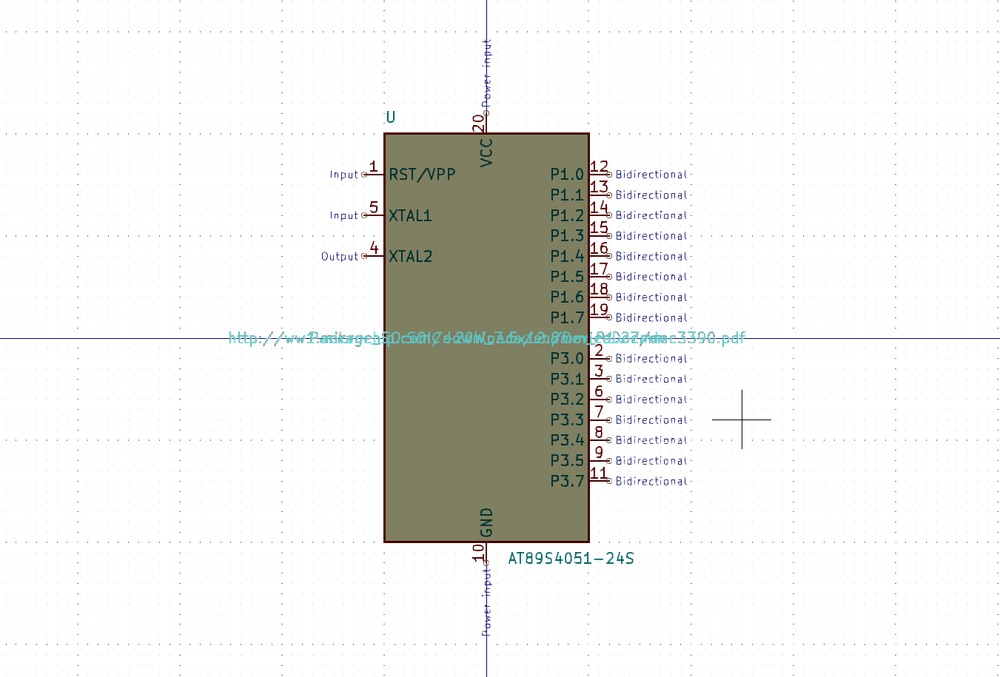 Power input
20
U
VCC
Input 1 RST/VPP P1.0 12 Bidirectional
P1.1 13 Bidirectional
Input 5 XTAL1 P1.2 14 Bidirectional
P1.3 15 Bidirectional
Output 4 XTAL2 P1.4 16 Bidirectional
P1.5 17 Bidirectional
P1.6 18 Bidirectional
P1.7 19 Bidirectional
P3.0 2 Bidirectional
P3.1 3 Bidirectional
P3.2 6 Bidirectional
P3.3 7 Bidirectional
P3.4 8 Bidirectional
P3.5 9 Bidirectional
P3.7 11 Bidirectional
GND
10
AT89S4051-24S
Power input